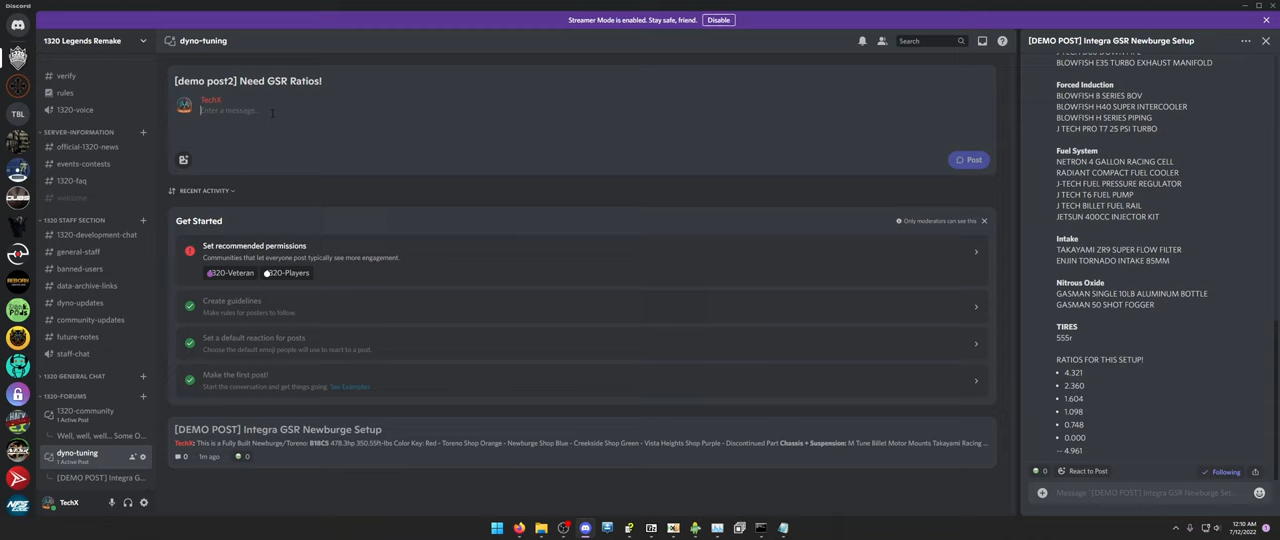 Discord
Streamer Mode is enabled. Stay safe, friend. Disable
1320 Legends Remake
dyno-tuning
Search
[DEMO POST] Integra GSR Newburge Setup
TBL
verify
rules
1320-voice
SERVER-INFORMATION
official-1320-news
events-contests
1320-faq
welcome
1320 STAFF SECTION
1320-development-chat
general-staff
banned-users
data-archive-links
dyno-updates
community-updates
future-notes
staff-chat
1320 GENERAL CHAT
1320-FORUMS
1320-community
1 Active Post
Well, well, well... Some O...
dyno-tuning
1 Active Post
[DEMO POST] Integra G...
TechX
[demo post2] Need GSR Ratios!
TechX
Enter a message...
Post
RECENT ACTIVITY
Get Started
Only moderators can see this
Set recommended permissions
Communities that let everyone post typically see more engagement.
1320-Veteran 1320-Players
Create guidelines
Make rules for posters to follow.
Set a default reaction for posts
Choose the default emoji people will use to react to a post.
Make the first post!
Start the conversation and get things going. See Examples
[DEMO POST] Integra GSR Newburge Setup
TechX: This is a Fully Built Newburge/Toreno: B18C5 478.3hp 350.55ft-lbs Color Key: Red - Toreno Shop Orange - Newburge Shop Blue - Creekside Shop Green - Vista Heights Shop Purple - Discontinued Part Chassis + Suspension: M Tune Billet Motor Mounts Takayami Racing ...
0 1m ago 0
BLOWFISH E35 TURBO EXHAUST MANIFOLD
Forced Induction
BLOWFISH B SERIES BOV
BLOWFISH H40 SUPER INTERCOOLER
BLOWFISH H SERIES PIPING
J TECH PRO T7 25 PSI TURBO
Fuel System
NETRON 4 GALLON RACING CELL
RADIANT COMPACT FUEL COOLER
J-TECH FUEL PRESSURE REGULATOR
J TECH T6 FUEL PUMP
J TECH BILLET FUEL RAIL
JETSUN 400CC INJECTOR KIT
Intake
TAKAYAMI ZR9 SUPER FLOW FILTER
ENJIN TORNADO INTAKE 85MM
Nitrous Oxide
GASMAN SINGLE 10LB ALUMINUM BOTTLE
GASMAN 50 SHOT FOGGER
TIRES
555r
RATIOS FOR THIS SETUP!
• 4.321
• 2.360
• 1.604
• 1.098
• 0.748
• 0.000
-- 4.961
0 React to Post Following
Message "[DEMO POST] Integra GSR Newburge Set...
12:10 AM
7/12/2022